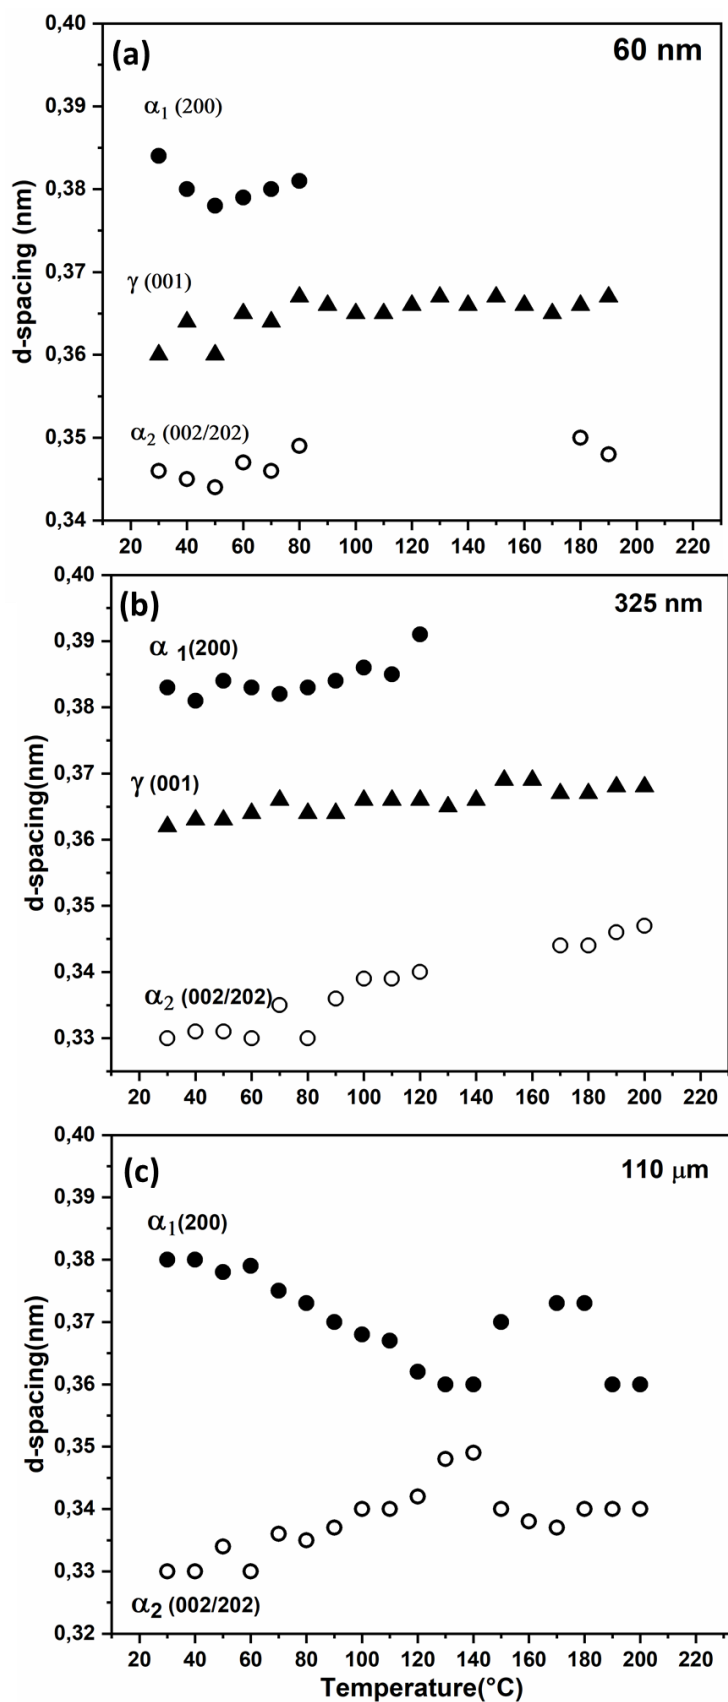 0,40
(a)
60 nm
α1 (200)
0,39
0,38
d-spacing (nm)
0,37
γ (001)
0,36
0,35
α2 (002/202)
0,34
20 40 60 80 100 120 140 160 180 200 220
0,40
(b)
325 nm
0,39
α 1(200)
0,38
d-spacing(nm)
0,37
γ (001)
0,36
0,35
0,34
α2 (002/202)
0,33
20 40 60 80 100 120 140 160 180 200 220
0,40
(c)
110 μm
0,39
α1(200)
0,38
d-spacing(nm)
0,37
0,36
0,35
0,34
0,33
α2 (002/202)
0,32
20 40 60 80 100 120 140 160 180 200 220
Temperature(°C)